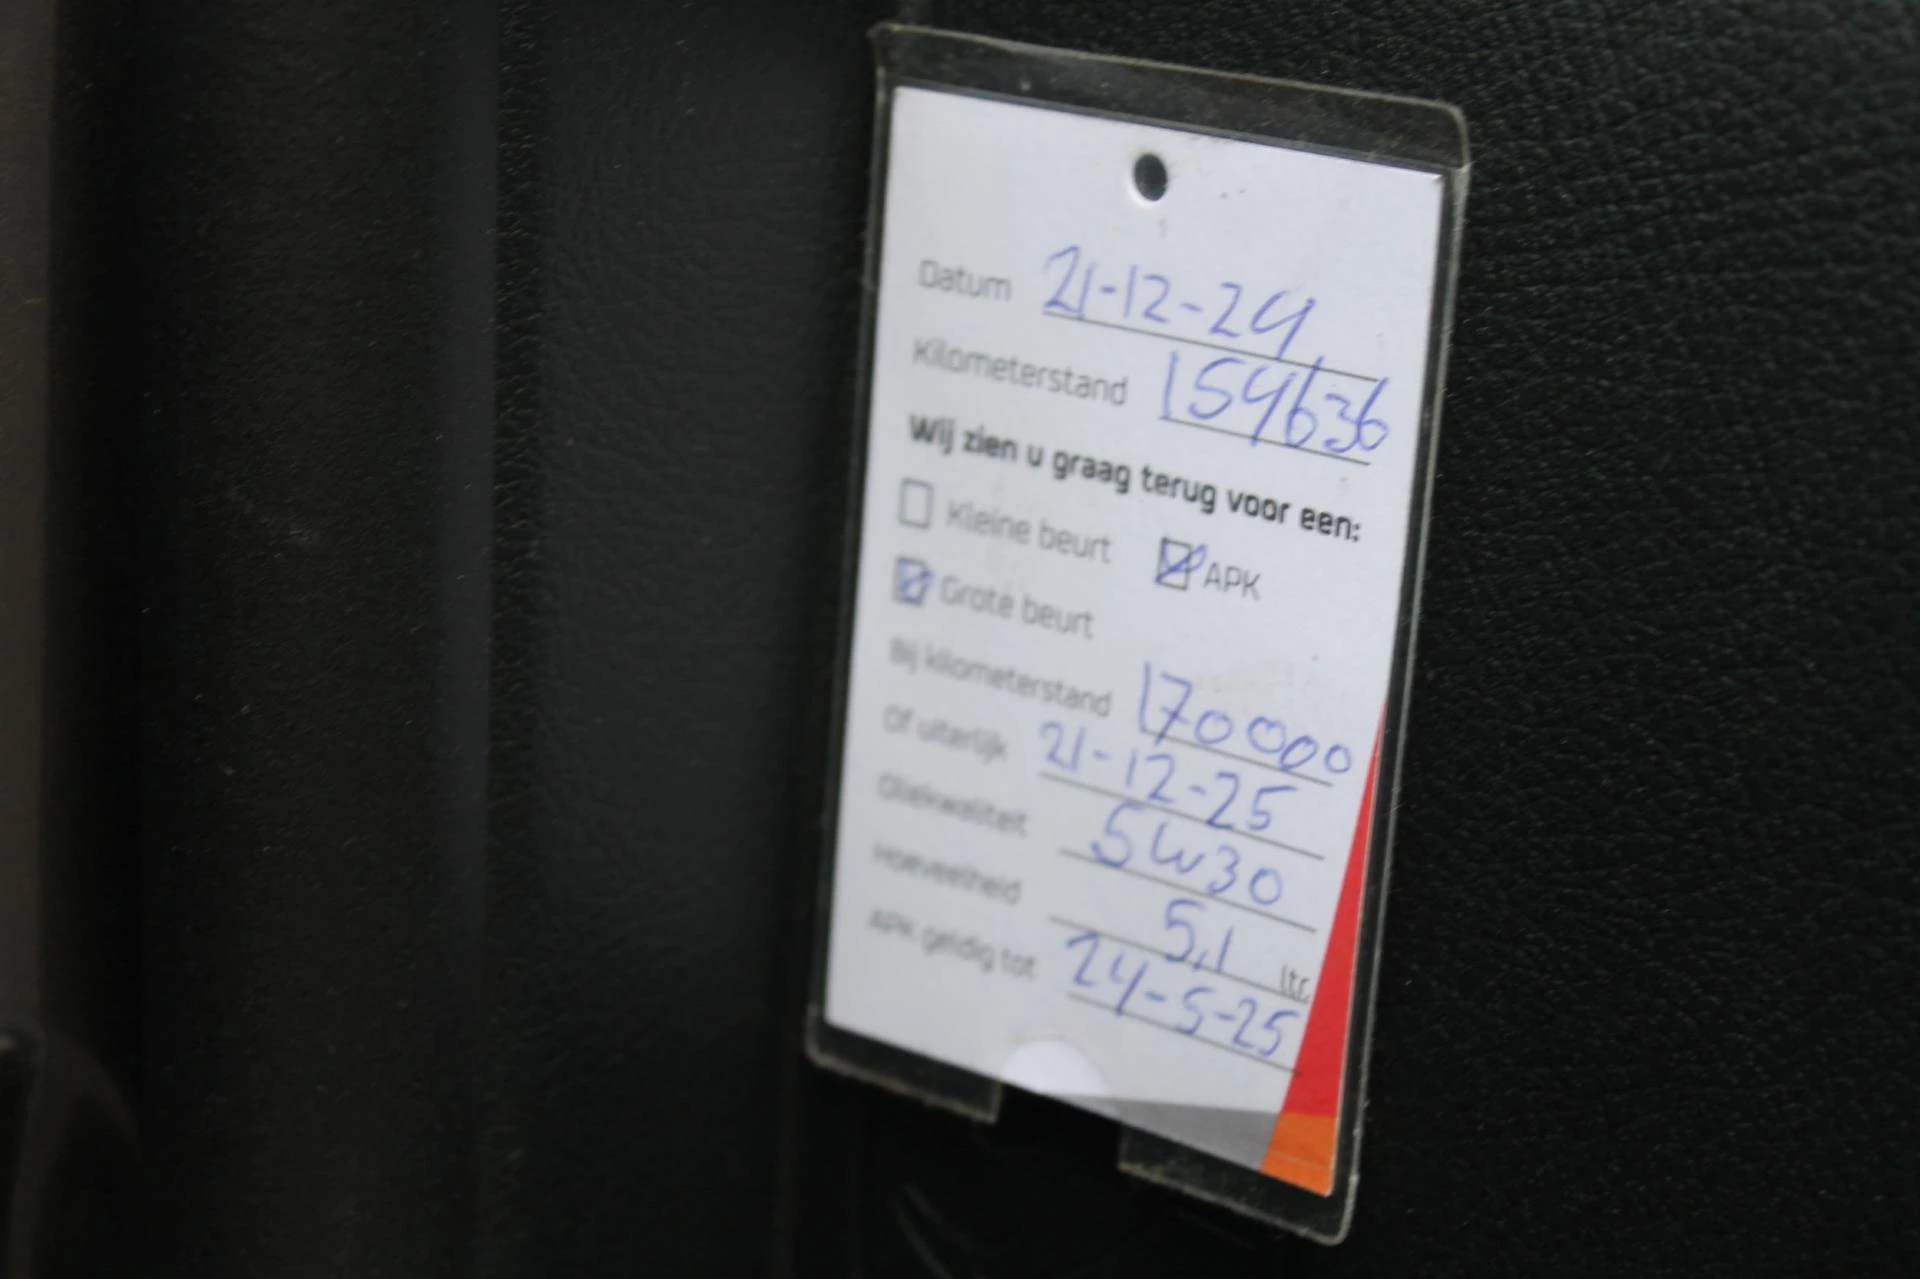 Datum 21-12-24
Kilometerstand 154636
Wij zien u graag terug voor een:
Kleine beurt APK
Grote beurt
Bij kilometerstand 170000
Of uiterlijk 21-12-25
Oliekwaliteit 5W30
Hoeveelheid 5,1 ltr.
APK geldig tot 24-5-25